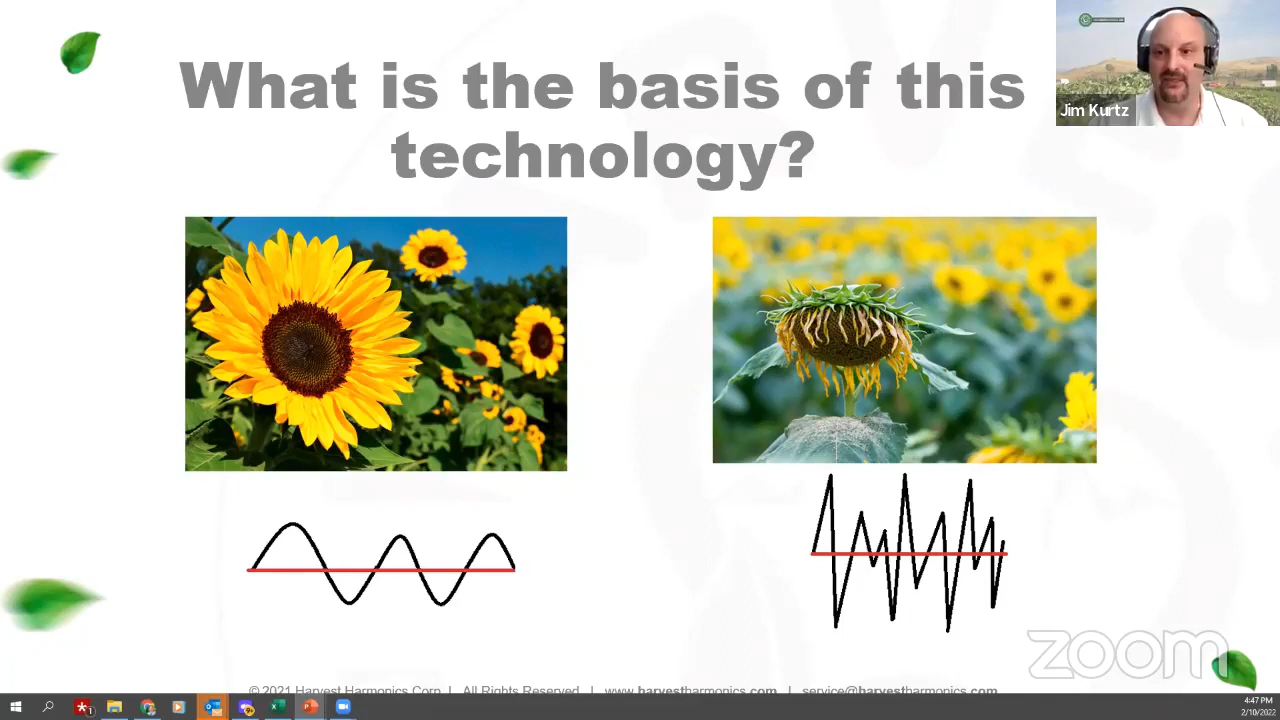 What is the basis of this
technology?
Jim Kurtz
zoom
© 2021 Harvest Harmonics Corp | All Rights Reserved | www.harvestharmonics.com | service@harvestharmonics.com
4:47 PM
2/10/2022